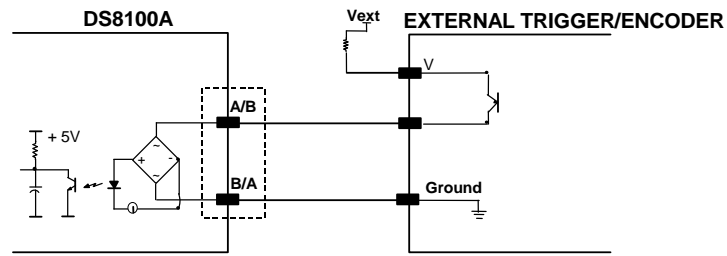 DS8100A
Vext
EXTERNAL TRIGGER/ENCODER
V
A/B
+ 5V
+
~
-
~
B/A
Ground